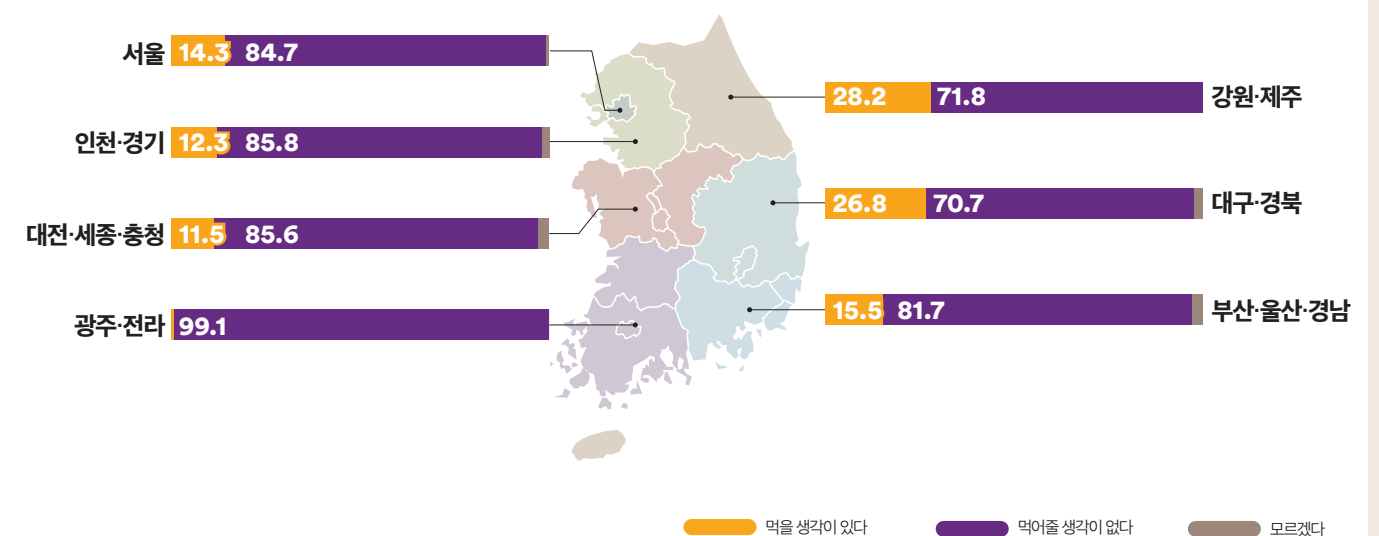 서울 14.3 84.7
인천·경기 12.3 85.8
대전·세종·충청 11.5 85.6
광주·전라 99.1
28.2 71.8 강원·제주
26.8 70.7 대구·경북
15.5 81.7 부산·울산·경남
먹을 생각이 있다 먹어줄 생각이 없다 모르겠다